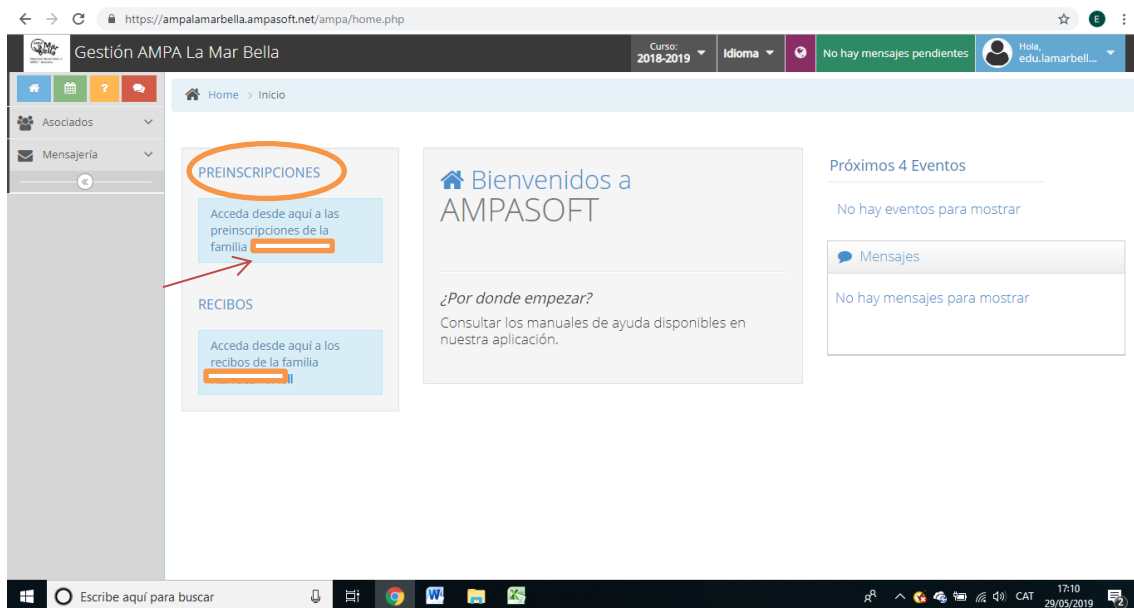 https://ampalamarbella.ampasoft.net/ampa/home.php
E
Gestión AMPA La Mar Bella
Curso:
2018-2019
Idioma
No hay mensajes pendientes
Hola,
edu.lamarbell...
?
Home > Inicio
Asociados
Mensajería
PREINSCRIPCIONES
Acceda desde aquí a las
preinscripciones de la
familia
RECIBOS
Acceda desde aquí a los
recibos de la familia
Bienvenidos a
AMPASOFT
¿Por donde empezar?
Consultar los manuales de ayuda disponibles en
nuestra aplicación.
Próximos 4 Eventos
No hay eventos para mostrar
Mensajes
No hay mensajes para mostrar
Escribe aquí para buscar
CAT
17:10
29/05/2019
2